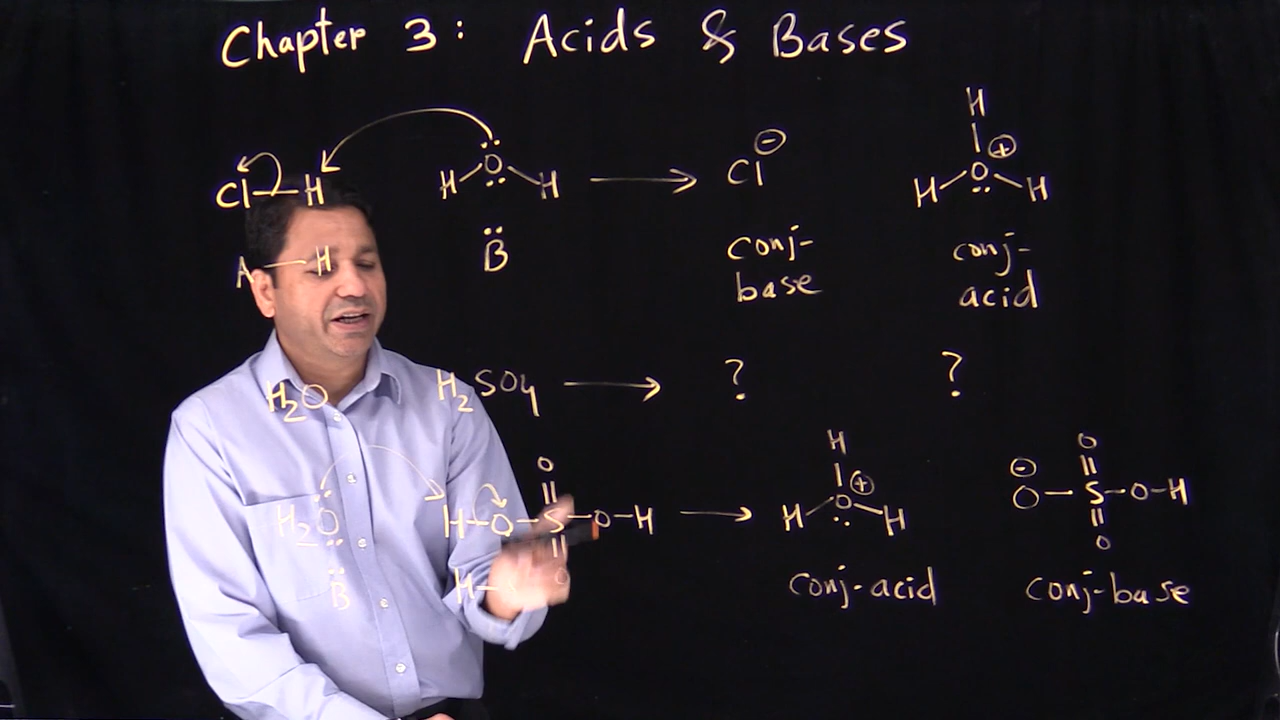 Chapter 3: Acids & Bases
H
Cl—H H O H → Cl ⊖ H O ⊕ H
A—H B̈ conj-base conj-acid
H₂O H₂SO₄ → ? ?
O H O
H₂O H—O—S—O—H → H O ⊕ H ⊖ O—S—O—H
O O
B̈ H— conj-acid conj-base